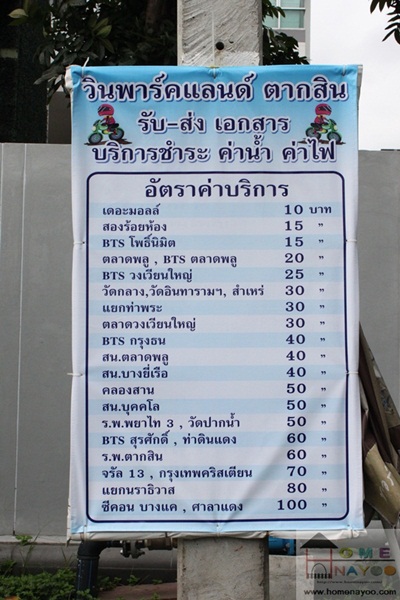 วินพาร์คแลนด์ ตากสิน
รับ-ส่ง เอกสาร
บริการชำระ ค่าน้ำ ค่าไฟ
อัตราค่าบริการ
เดอะมอลล์ 10 บาท
สองร้อยห้อง 15 "
BTS โพธิ์นิมิต 15 "
ตลาดพลู , BTS ตลาดพลู 20 "
BTS วงเวียนใหญ่ 25 "
วัดกลาง,วัดอินทารามฯ, สำเหร่ 30 "
แยกท่าพระ 30 "
ตลาดวงเวียนใหญ่ 30 "
BTS กรุงธน 40 "
สน.ตลาดพลู 40 "
สน.บางยี่เรือ 40 "
คลองสาน 50 "
สน.บุคคโล 50 "
ร.พ.พยาไท 3 , วัดปากน้ำ 50 "
BTS สุรศักดิ์ , ท่าดินแดง 60 "
ร.พ.ตากสิน 60 "
จรัล 13 , กรุงเทพคริสเตียน 70 "
แยกนราธิวาส 80 "
ซีคอน บางแค , ศาลาแดง 100 "
HOME
NAYOO
www.homenayoo.com